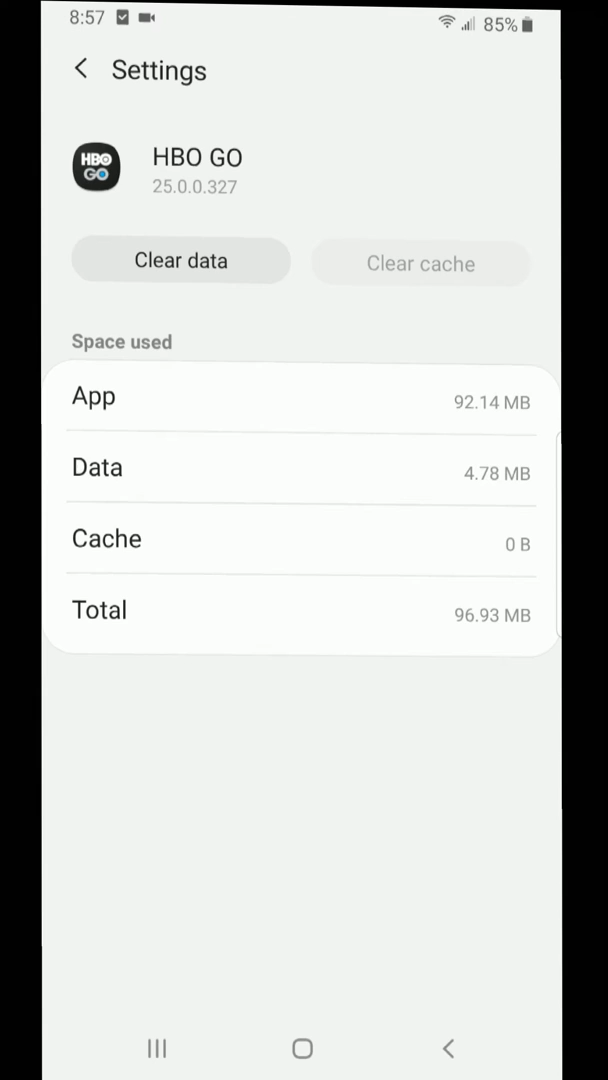 8:57 85%
Settings
HBO GO
HBO GO
25.0.0.327
Clear data Clear cache
Space used
App 92.14 MB
Data 4.78 MB
Cache 0 B
Total 96.93 MB